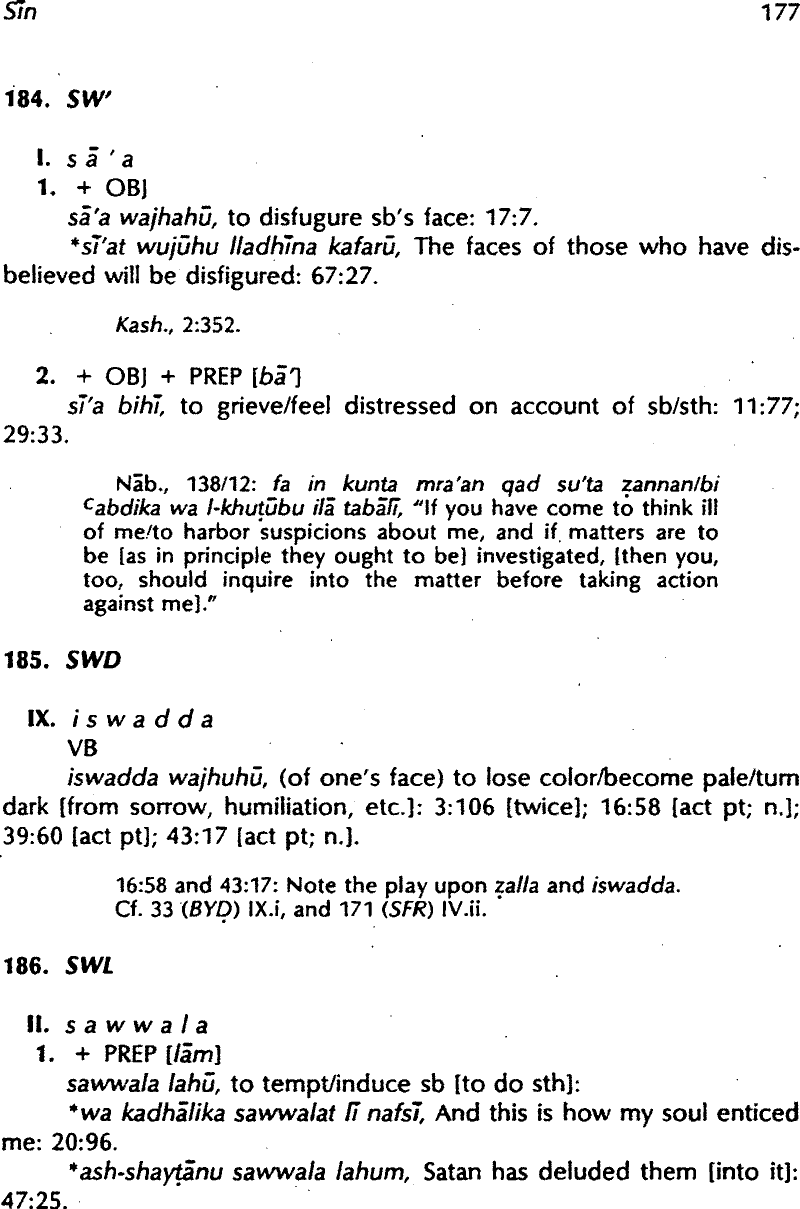 Sīn 177
184. SW'
I. s ā ' a
1. + OBJ
sā'a wajhahū, to disfugure sb's face: 17:7.
*sī'at wujūhu lladhīna kafarū, The faces of those who have dis-
believed will be disfigured: 67:27.
Kash., 2:352.
2. + OBJ + PREP [bā']
sī'a bihī, to grieve/feel distressed on account of sb/sth: 11:77;
29:33.
Nāb., 138/12: fa in kunta mra'an qad su'ta ẓannan/bi
ᶜabdika wa l-khuṭūbu ilā tabālī, "If you have come to think ill
of me/to harbor suspicions about me, and if matters are to
be [as in principle they ought to be] investigated, [then you,
too, should inquire into the matter before taking action
against me]."
185. SWD
IX. i s w a d d a
VB
iswadda wajhuhū, (of one's face) to lose color/become pale/turn
dark [from sorrow, humiliation, etc.]: 3:106 [twice]; 16:58 [act pt; n.];
39:60 [act pt]; 43:17 [act pt; n.].
16:58 and 43:17: Note the play upon ẓalla and iswadda.
Cf. 33 (BYḌ) IX.i, and 171 (SFR) IV.ii.
186. SWL
II. s a w w a l a
1. + PREP [lām]
sawwala lahū, to tempt/induce sb [to do sth]:
*wa kadhālika sawwalat lī nafsī, And this is how my soul enticed
me: 20:96.
*ash-shayṭānu sawwala lahum, Satan has deluded them [into it]:
47:25.